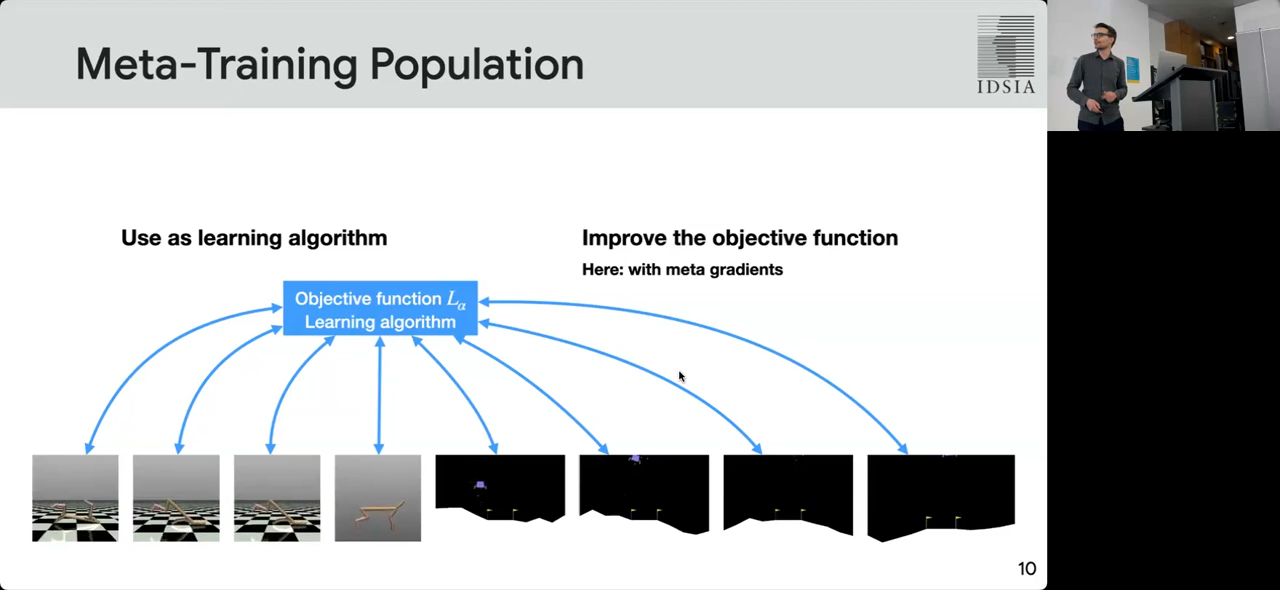 Meta-Training Population
IDSIA
Use as learning algorithm
Improve the objective function
Here: with meta gradients
Objective function L_α
Learning algorithm
10